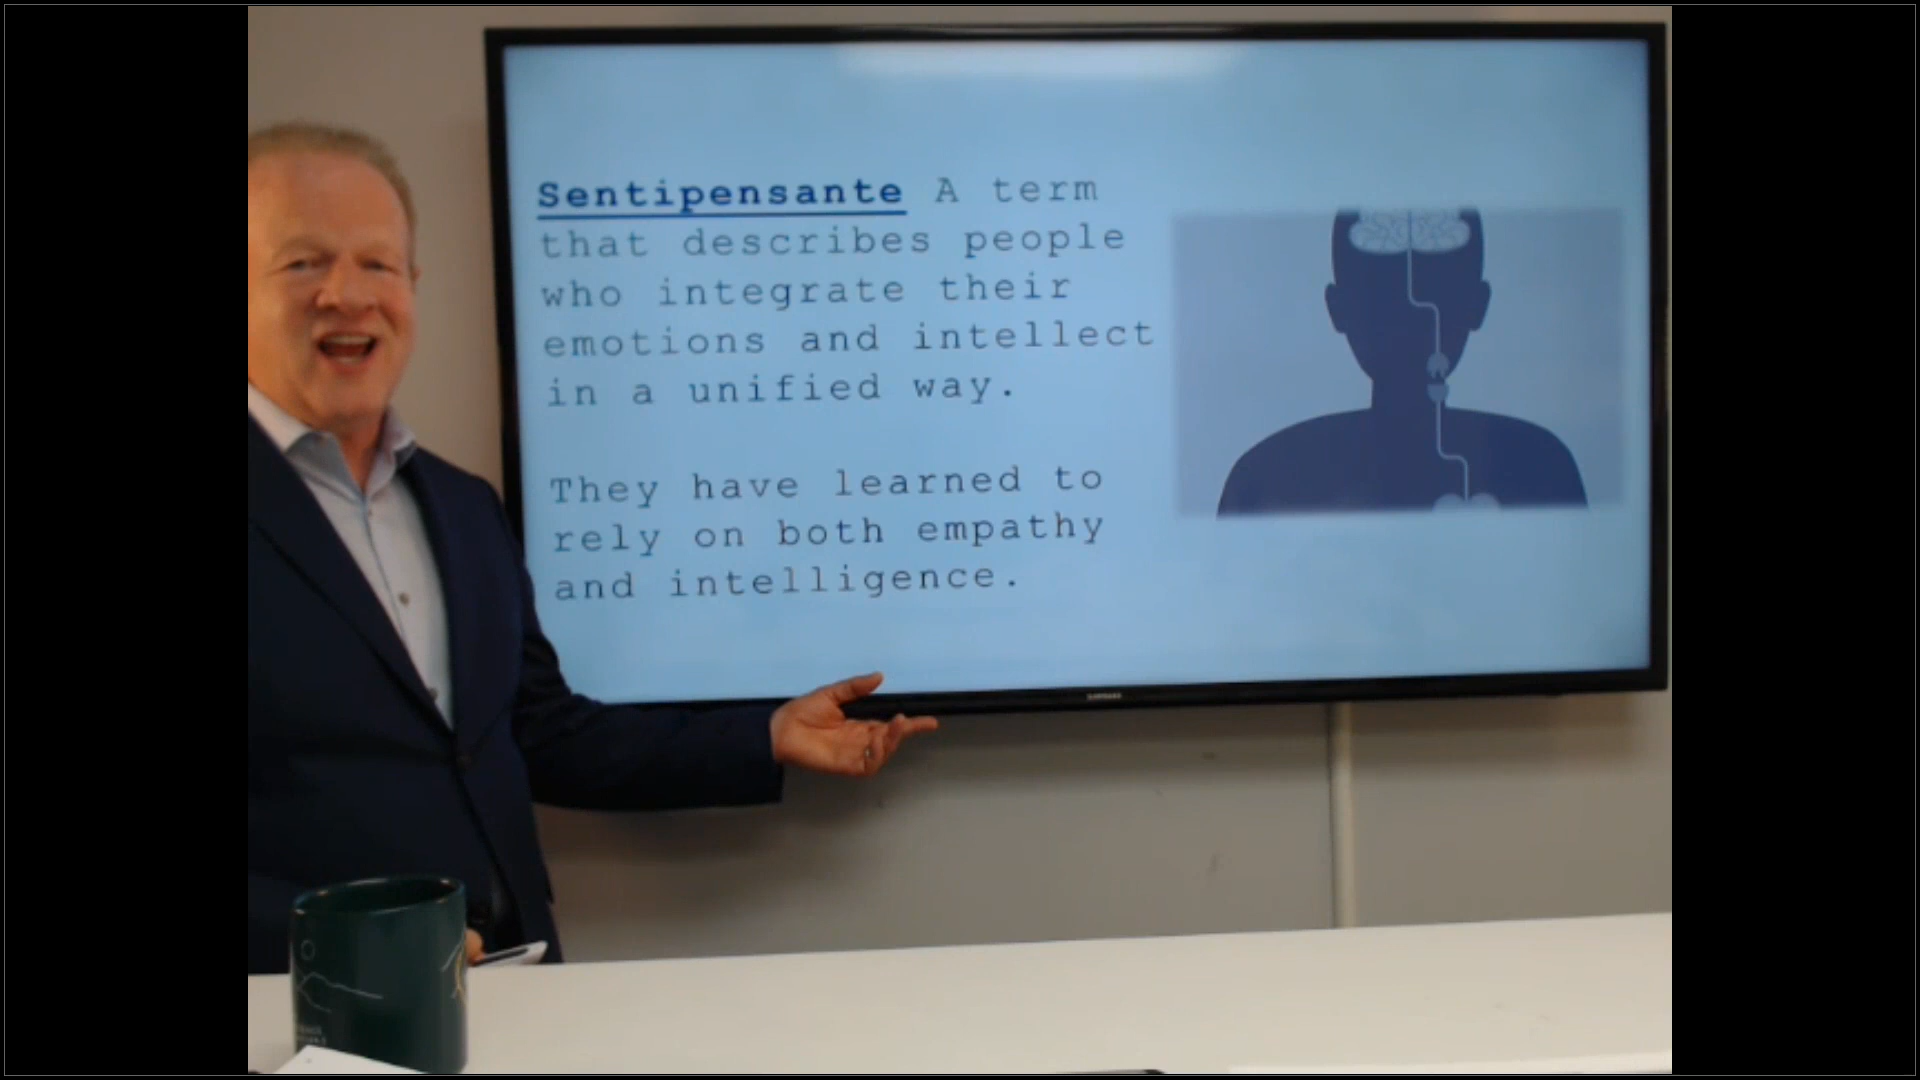 Sentipensante A term
that describes people
who integrate their
emotions and intellect
in a unified way.
They have learned to
rely on both empathy
and intelligence.